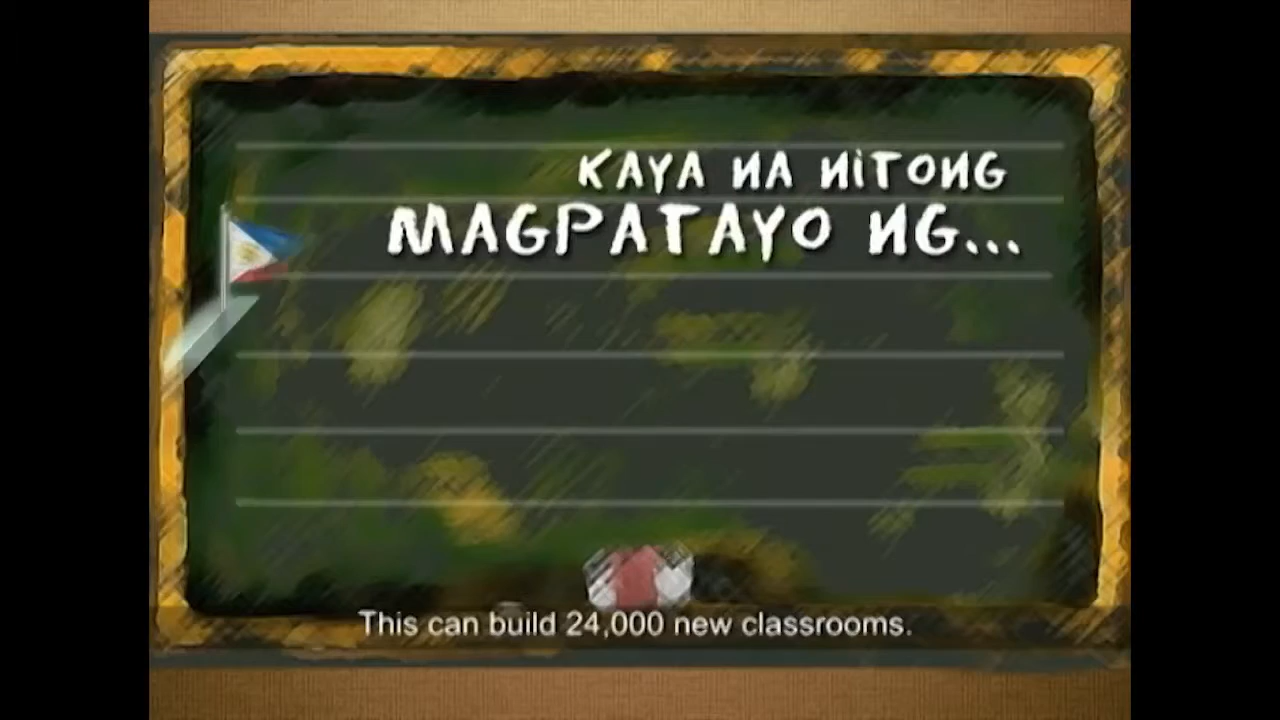 KAYA NA NITONG
MAGPATAYO NG...
This can build 24,000 new classrooms.